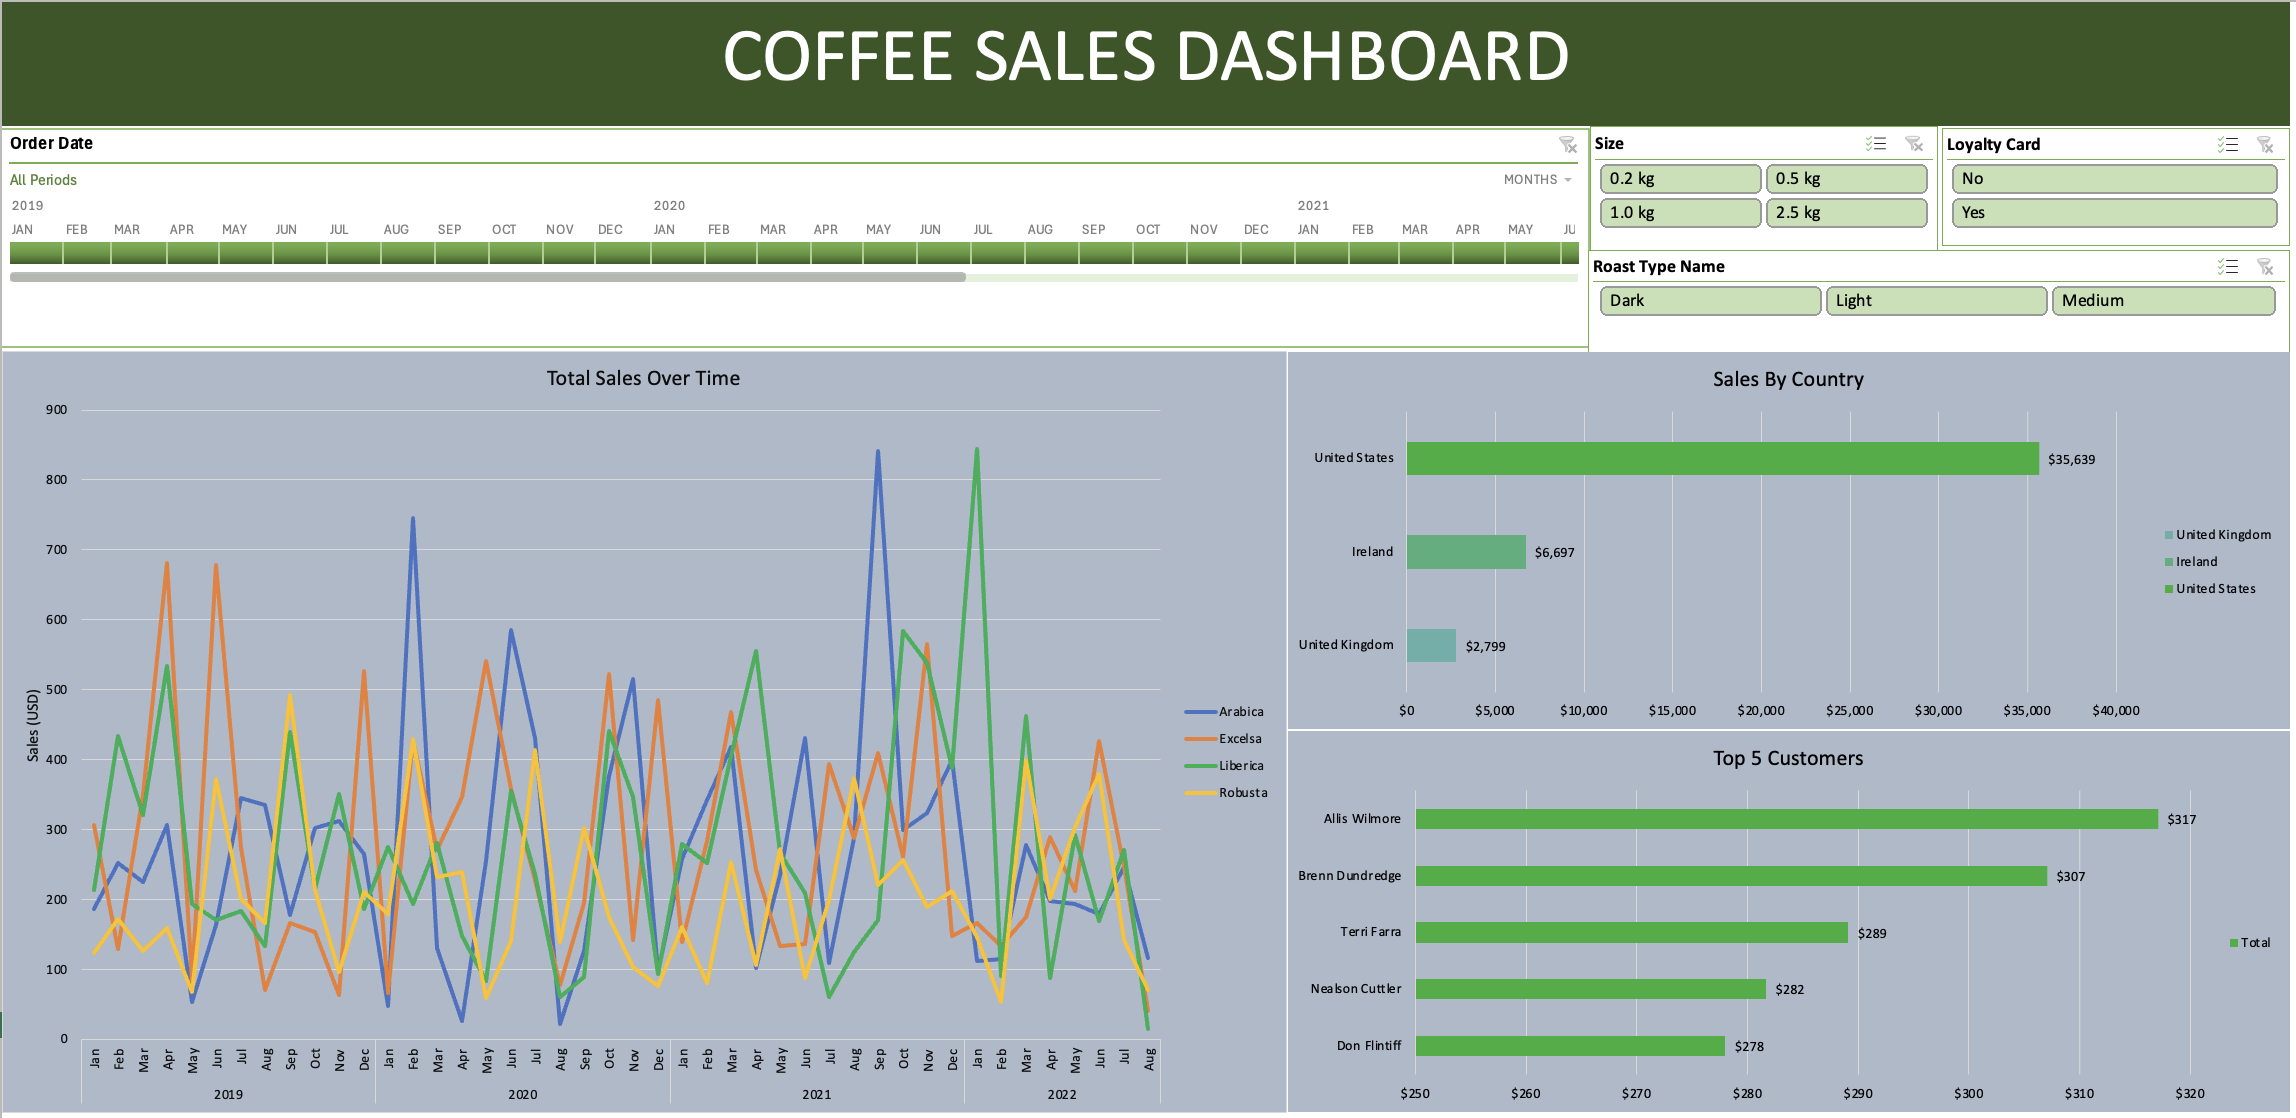 COFFEE SALES DASHBOARD
Order Date
All Periods
MONTHS
2019 2020 2021
JAN FEB MAR APR MAY JUN JUL AUG SEP OCT NOV DEC JAN FEB MAR APR MAY JUN JUL AUG SEP OCT NOV DEC JAN FEB MAR APR MAY JU
Size
0.2 kg 0.5 kg
1.0 kg 2.5 kg
Loyalty Card
No
Yes
Roast Type Name
Dark Light Medium
Total Sales Over Time
900
800
700
600
500
400
300
200
100
0
Sales (USD)
Jan Feb Mar Apr May Jun Jul Aug Sep Oct Nov Dec Jan Feb Mar Apr May Jun Jul Aug Sep Oct Nov Dec Jan Feb Mar Apr May Jun Jul Aug Sep Oct Nov Dec Jan Feb Mar Apr May Jun Jul Aug
2019 2020 2021 2022
Arabica
Excelsa
Liberica
Robusta
Sales By Country
United States $35,639
Ireland $6,697
United Kingdom $2,799
$0 $5,000 $10,000 $15,000 $20,000 $25,000 $30,000 $35,000 $40,000
United Kingdom
Ireland
United States
Top 5 Customers
Allis Wilmore $317
Brenn Dundredge $307
Terri Farra $289
Nealson Cuttler $282
Don Flintiff $278
$250 $260 $270 $280 $290 $300 $310 $320
Total